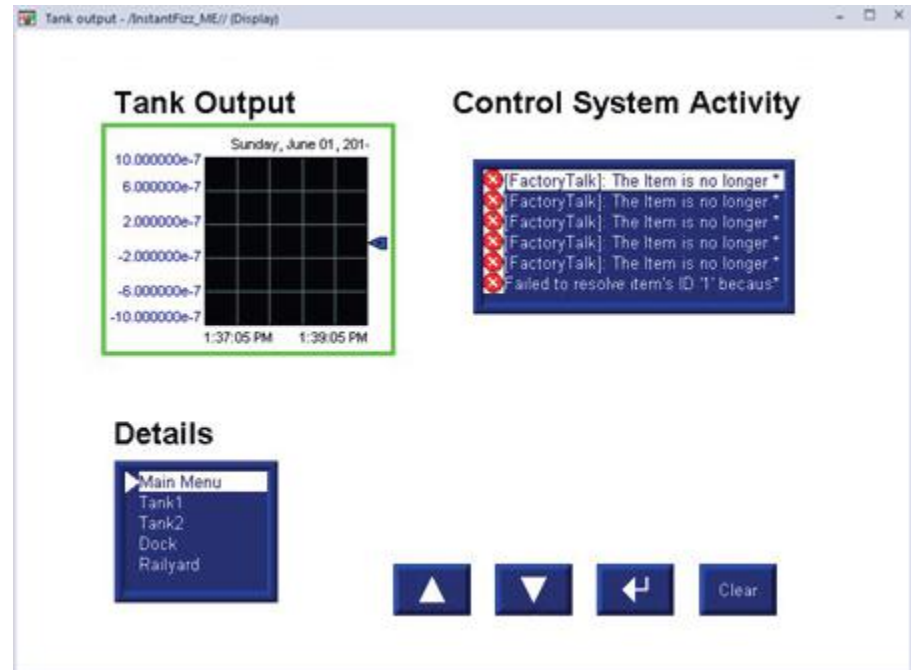 Tank output - /InstantFizz_ME// (Display)
Tank Output
Sunday, June 01, 201-
10.000000e-7
6.000000e-7
2.000000e-7
-2.000000e-7
-6.000000e-7
-10.000000e-7
1:37:05 PM 1:39:05 PM
Control System Activity
[FactoryTalk]: The Item is no longer *
[FactoryTalk]: The Item is no longer *
[FactoryTalk]: The Item is no longer *
[FactoryTalk]: The Item is no longer *
[FactoryTalk]: The Item is no longer *
Failed to resolve item's ID '1' becaus*
Details
Main Menu
Tank1
Tank2
Dock
Railyard
Clear